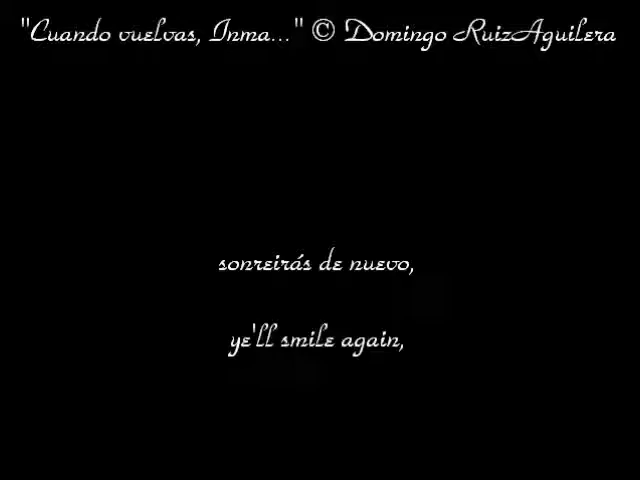 "Cuando vuelvas, Inma..." © Domingo RuizAguilera
sonreirás de nuevo,
ye'll smile again,